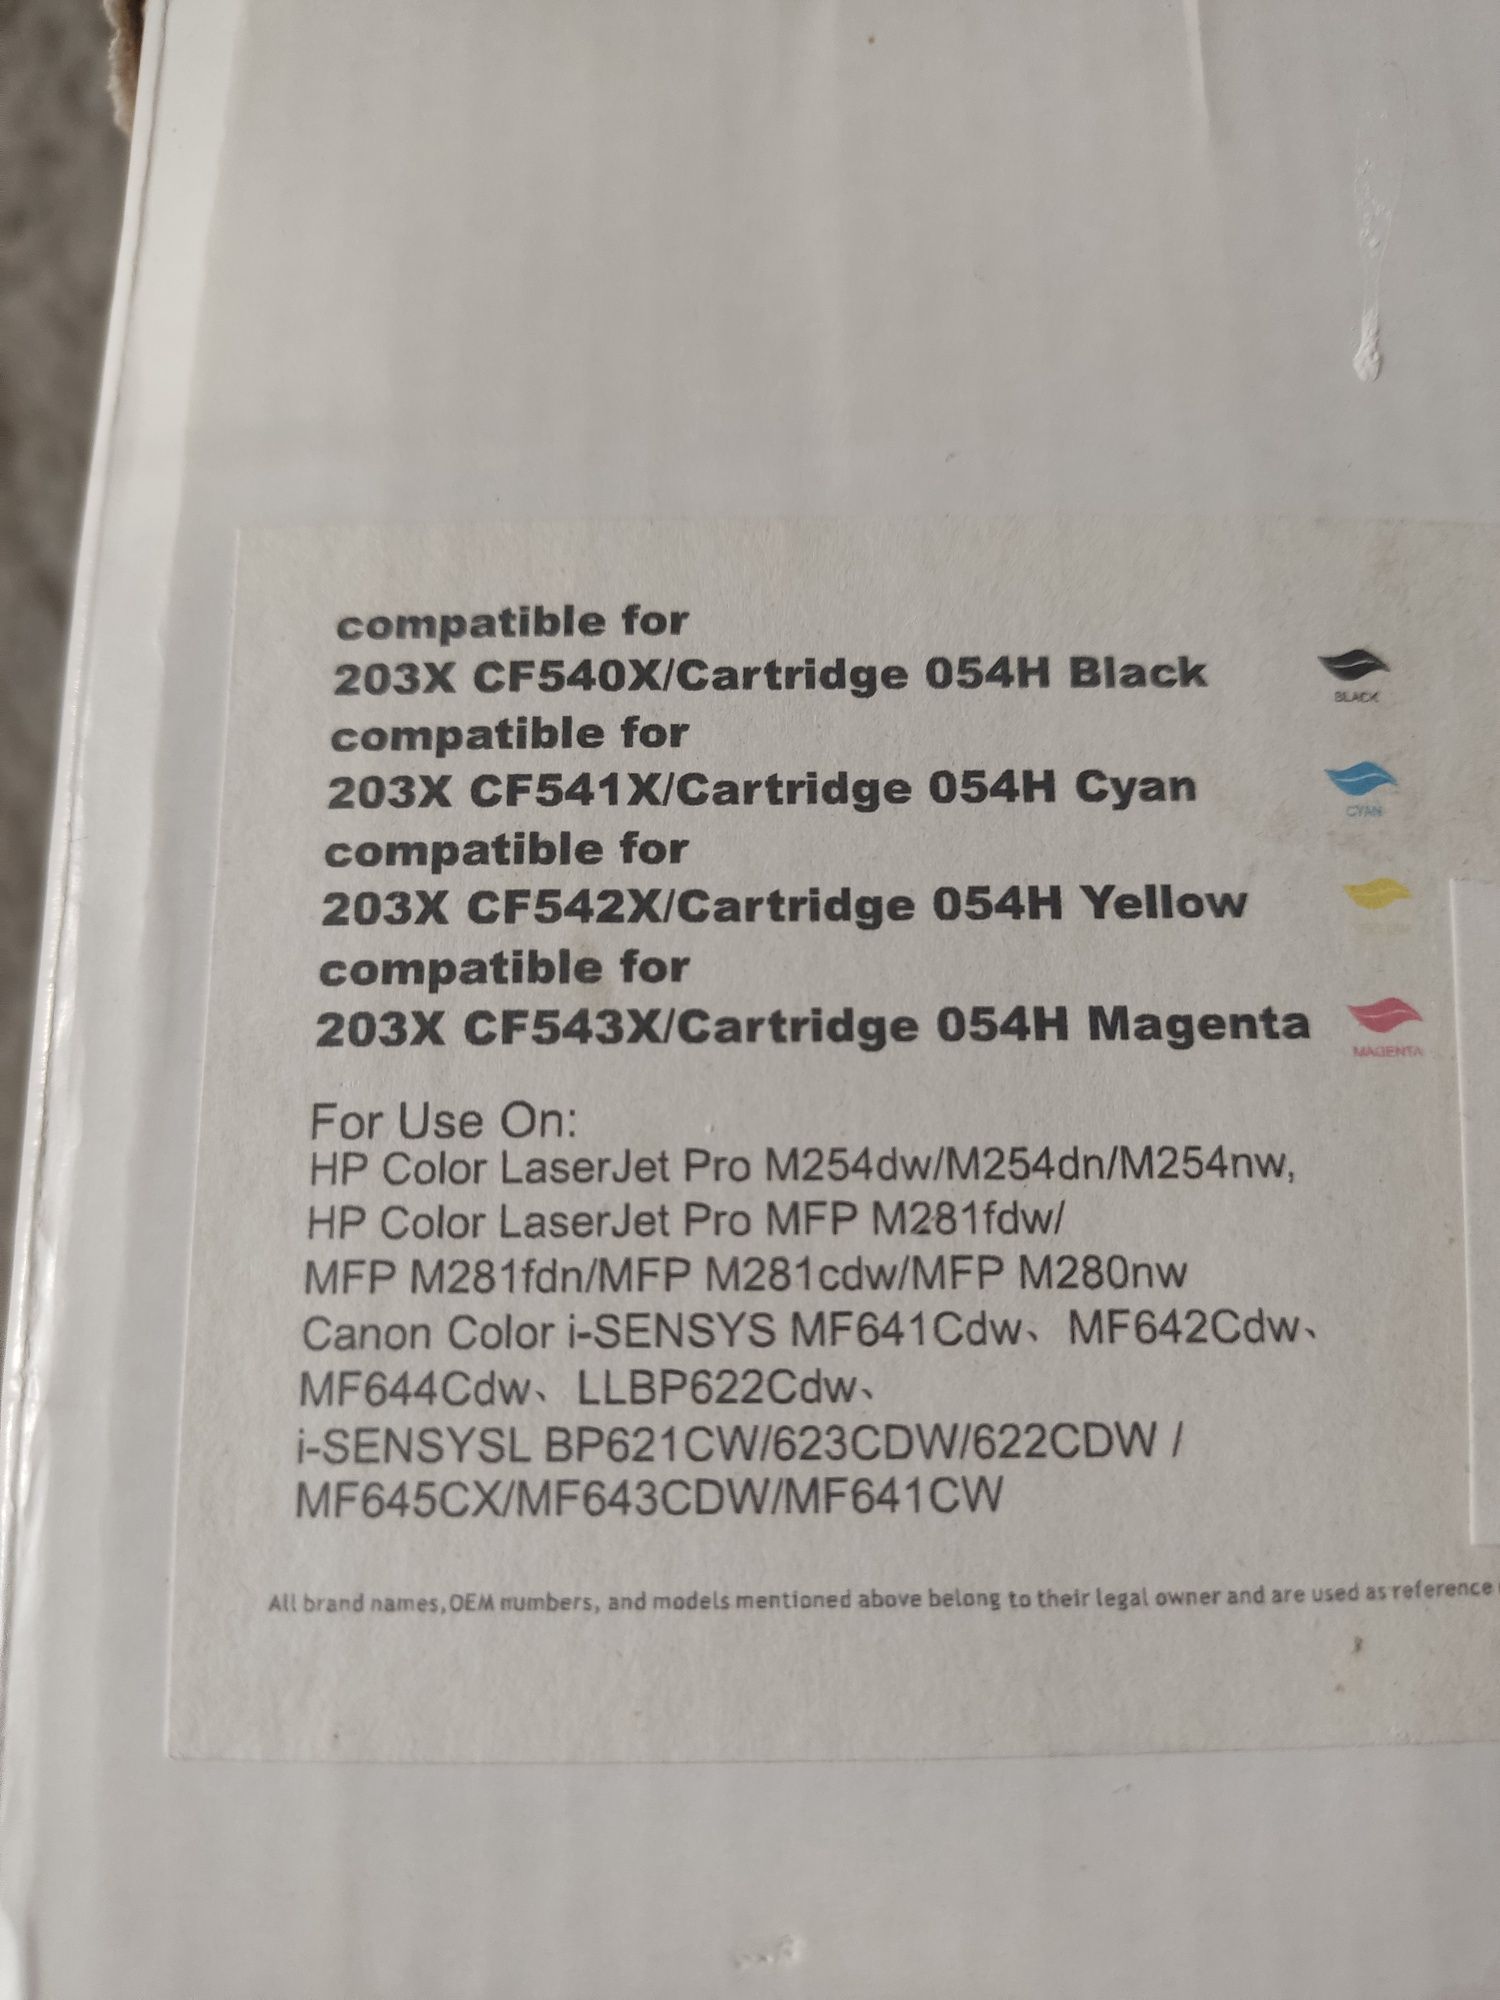 compatible for
203X CF540X/Cartridge 054H Black
BLACK
compatible for
203X CF541X/Cartridge 054H Cyan
CYAN
compatible for
203X CF542X/Cartridge 054H Yellow
compatible for
203X CF543X/Cartridge 054H Magenta
MAGENTA
For Use On:
HP Color LaserJet Pro M254dw/M254dn/M254nw,
HP Color LaserJet Pro MFP M281fdw/
MFP M281fdn/MFP M281cdw/MFP M280nw
Canon Color i-SENSYS MF641Cdw、MF642Cdw、
MF644Cdw、LLBP622Cdw、
i-SENSYSL BP621CW/623CDW/622CDW /
MF645CX/MF643CDW/MF641CW
All brand names, OEM numbers, and models mentioned above belong to their legal owner and are used as reference